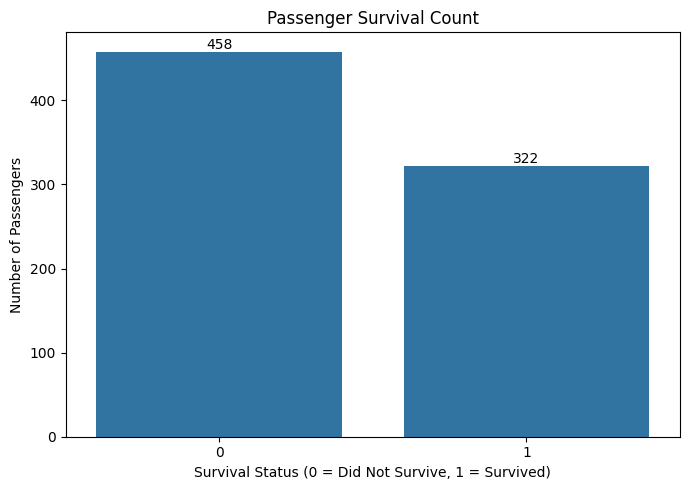 Passenger Survival Count
458
322
400
300
200
100
0
Number of Passengers
0 1
Survival Status (0 = Did Not Survive, 1 = Survived)